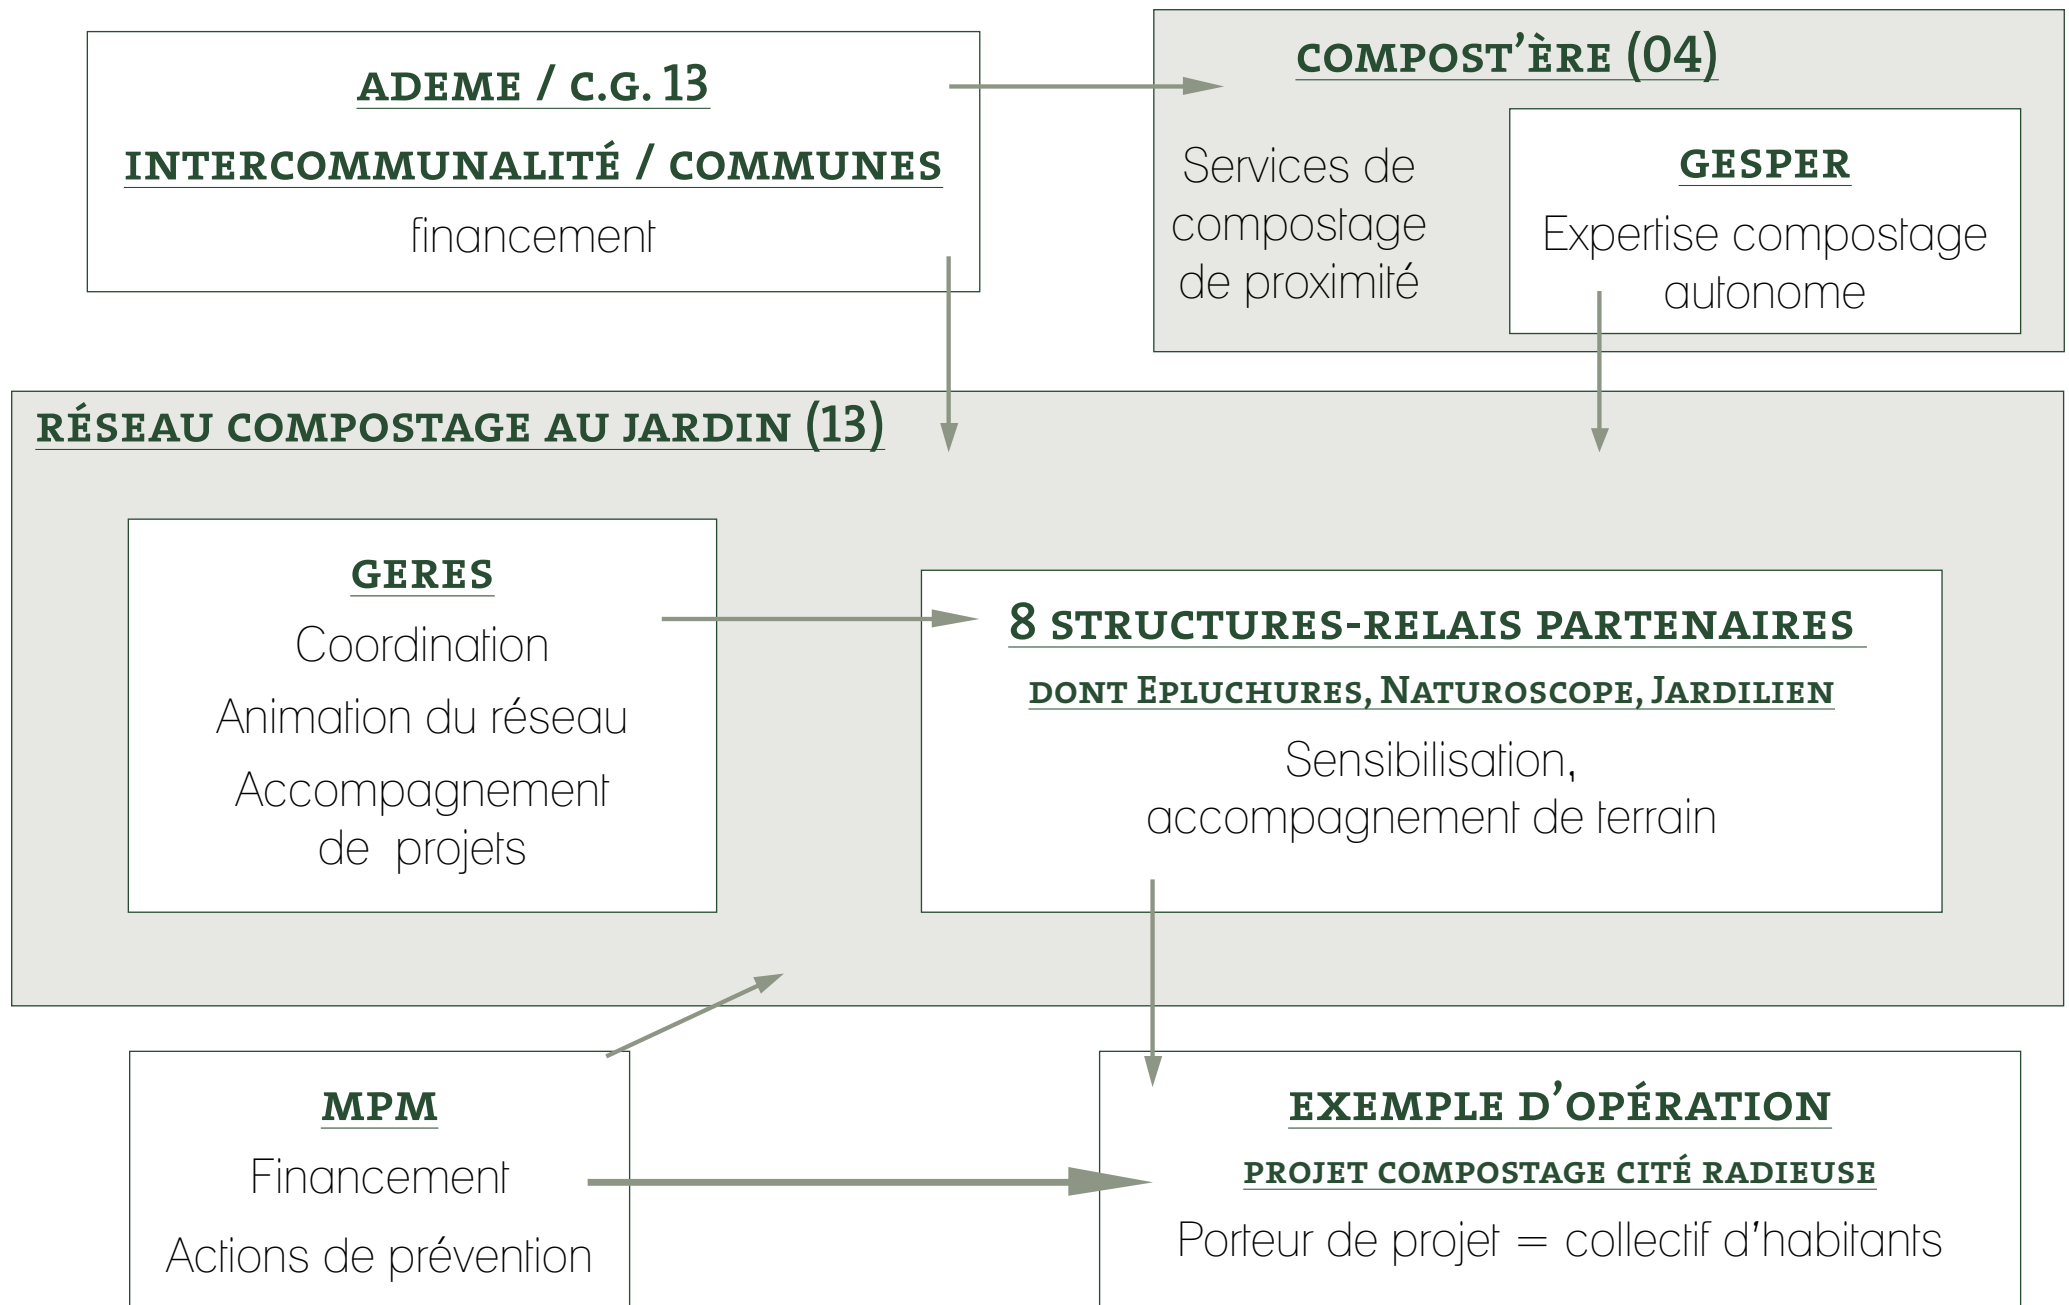 ADEME / C.G. 13
INTERCOMMUNALITÉ / COMMUNES
financement
COMPOST’ÈRE (04)
Services de
compostage
de proximité
GESPER
Expertise compostage
autonome
RÉSEAU COMPOSTAGE AU JARDIN (13)
GERES
Coordination
Animation du réseau
Accompagnement
de projets
8 STRUCTURES-RELAIS PARTENAIRES
DONT EPLUCHURES, NATUROSCOPE, JARDILIEN
Sensibilisation,
accompagnement de terrain
MPM
Financement
Actions de prévention
EXEMPLE D’OPÉRATION
PROJET COMPOSTAGE CITÉ RADIEUSE
Porteur de projet = collectif d’habitants